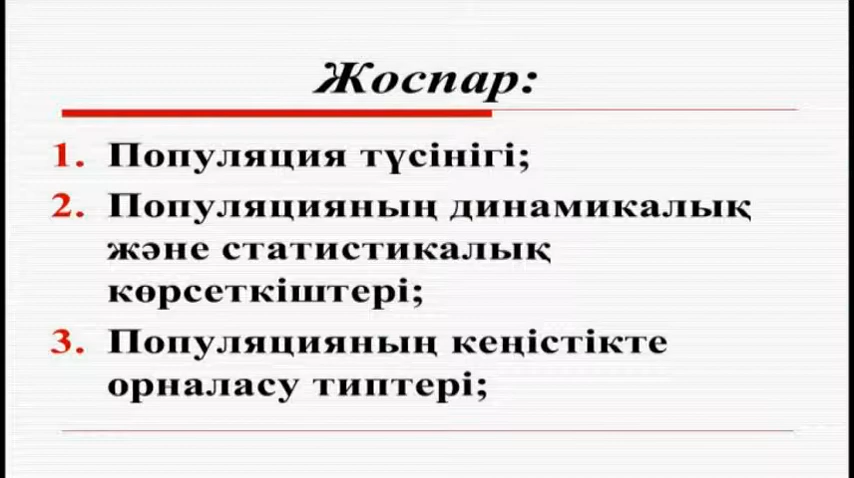 Жоспар:
1. Популяция түсінігі;
2. Популяцияның динамикалық
және статистикалық
көрсеткіштері;
3. Популяцияның кеңістікте
орналасу типтері;